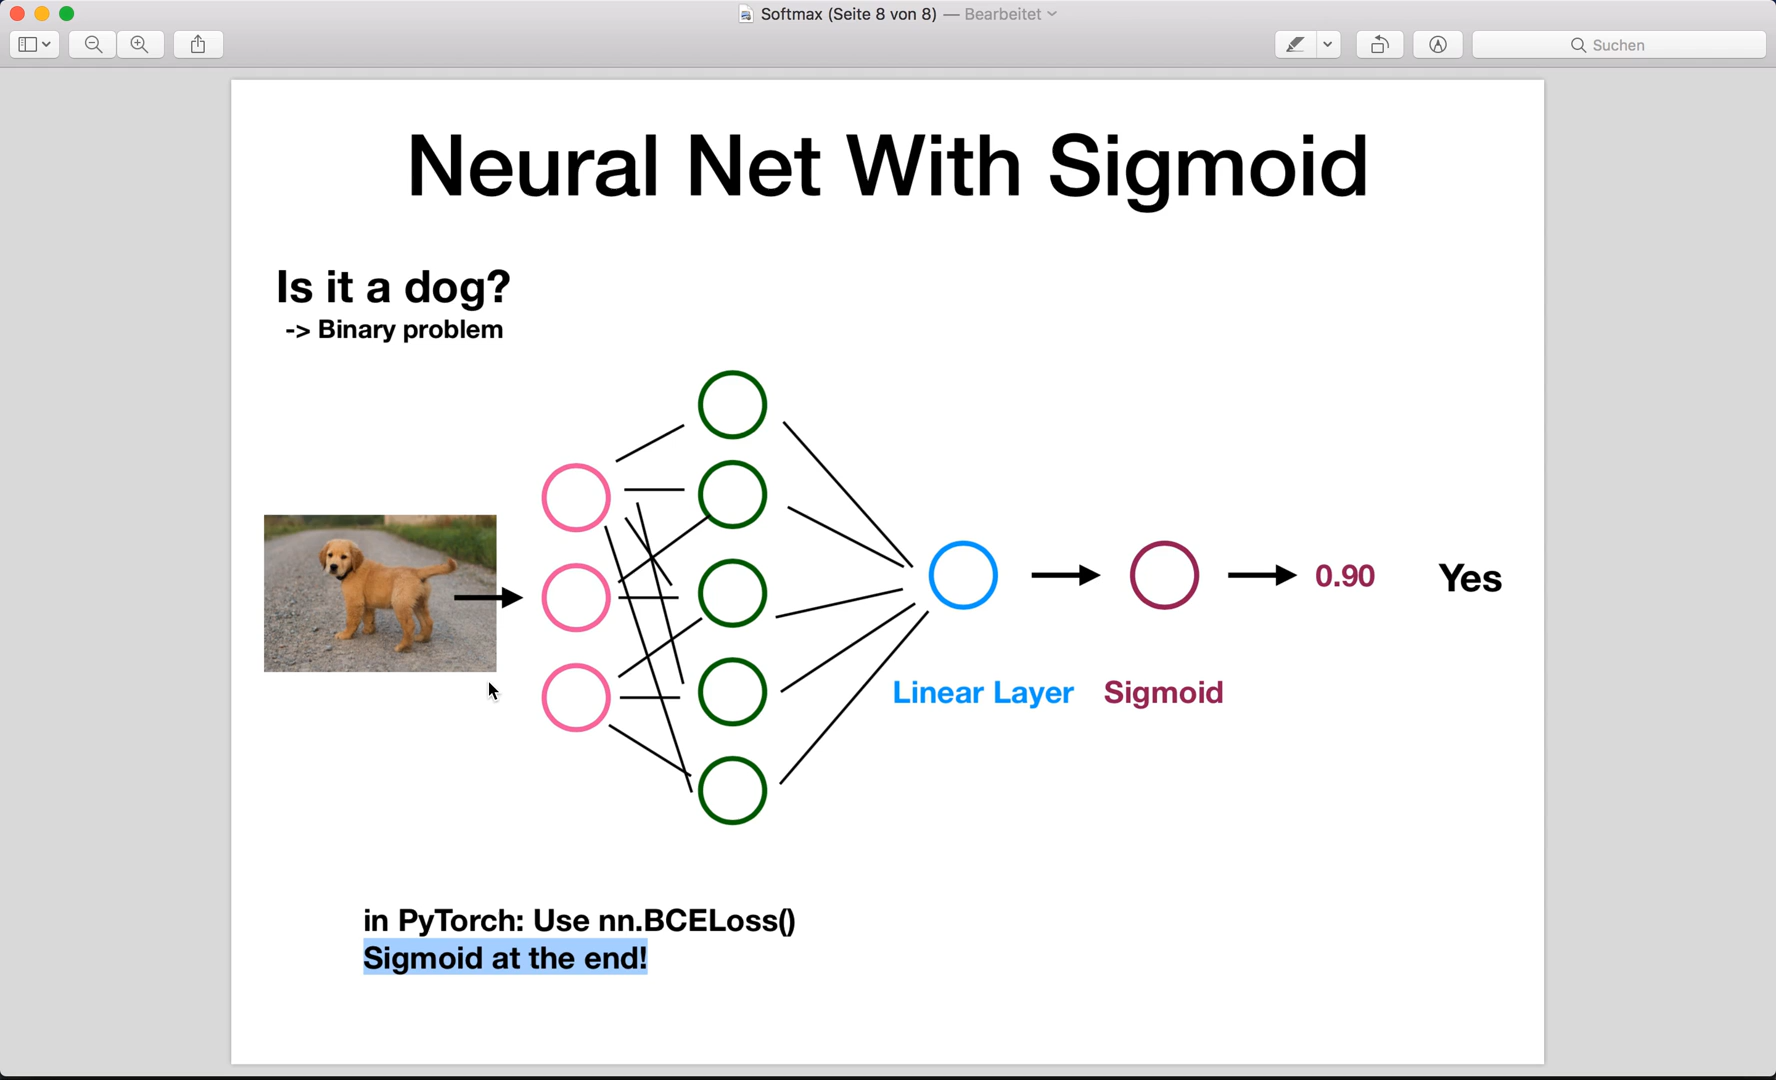 Softmax (Seite 8 von 8) — Bearbeitet
Suchen
Neural Net With Sigmoid
Is it a dog?
-> Binary problem
0.90
Yes
Linear Layer
Sigmoid
in PyTorch: Use nn.BCELoss()
Sigmoid at the end!